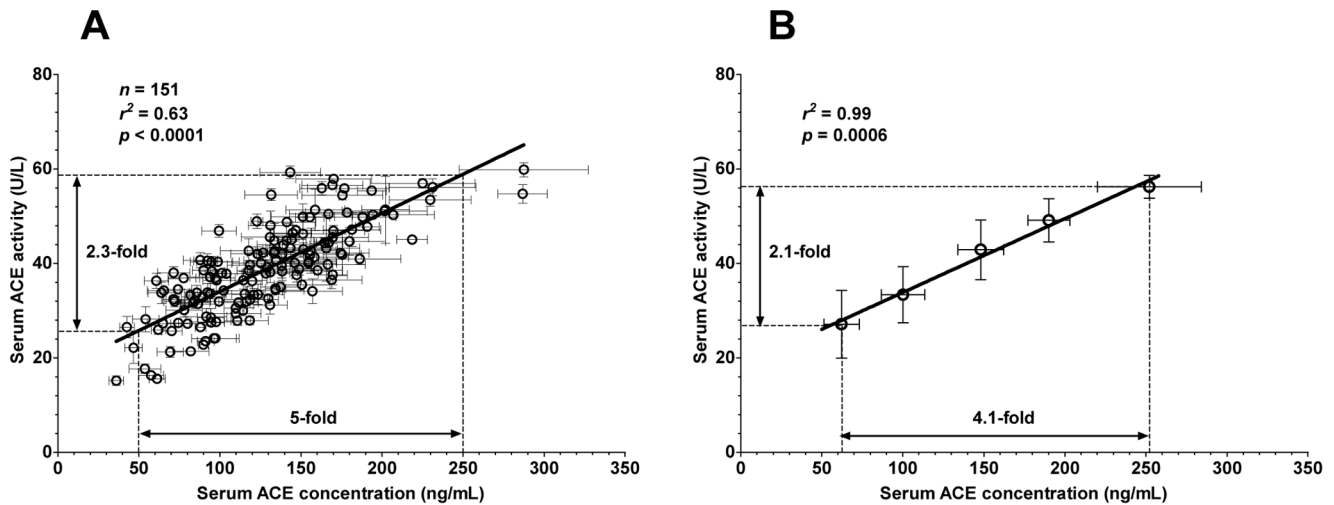 A
n = 151
r² = 0.63
p < 0.0001
Serum ACE activity (U/L)
80
60
40
20
0
2.3-fold
5-fold
0 50 100 150 200 250 300 350
Serum ACE concentration (ng/mL)
B
r² = 0.99
p = 0.0006
Serum ACE activity (U/L)
80
60
40
20
0
2.1-fold
4.1-fold
0 50 100 150 200 250 300 350
Serum ACE concentration (ng/mL)